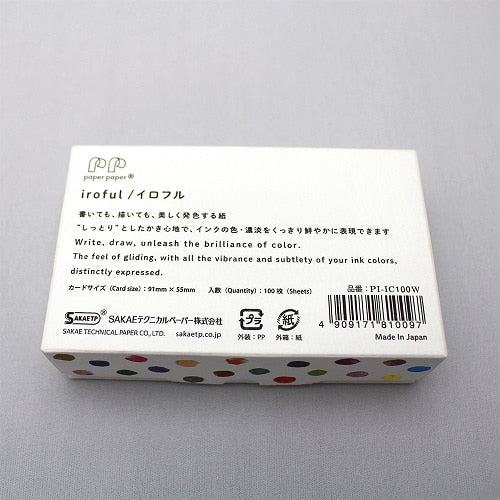 PP
paper paper®
iroful / イロフル
書いても、描いても、美しく発色する紙
“しっとり”としたかき心地で、インクの色・濃淡をくっきり鮮やかに表現できます
Write, draw, unleash the brilliance of color.
The feel of gliding, with all the vibrance and subtlety of your ink colors,
distinctly expressed.
カードサイズ (Card size) : 91mm × 55mm 入数 (Quantity) : 100枚 (Sheets)
品番 : PI-IC100W
SAKAETP SAKAEテクニカルペーパー株式会社
SAKAE TECHNICAL PAPER CO., LTD. sakaetp.co.jp
プラ 紙
外装 : PP 外箱 : 紙
4 909171 810097
Made In Japan